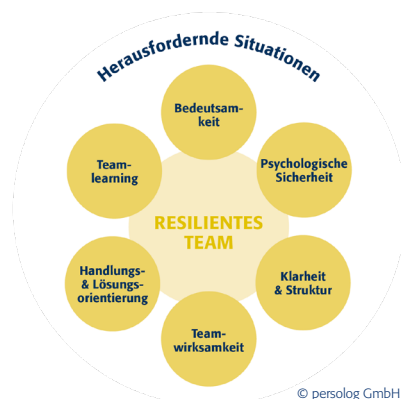 Herausfordernde Situationen
Bedeutsam-
keit
Psychologische
Sicherheit
Klarheit
& Struktur
Team-
wirksamkeit
Handlungs-
& Lösungs-
orientierung
Team-
learning
RESILIENTES
TEAM
© persolog GmbH